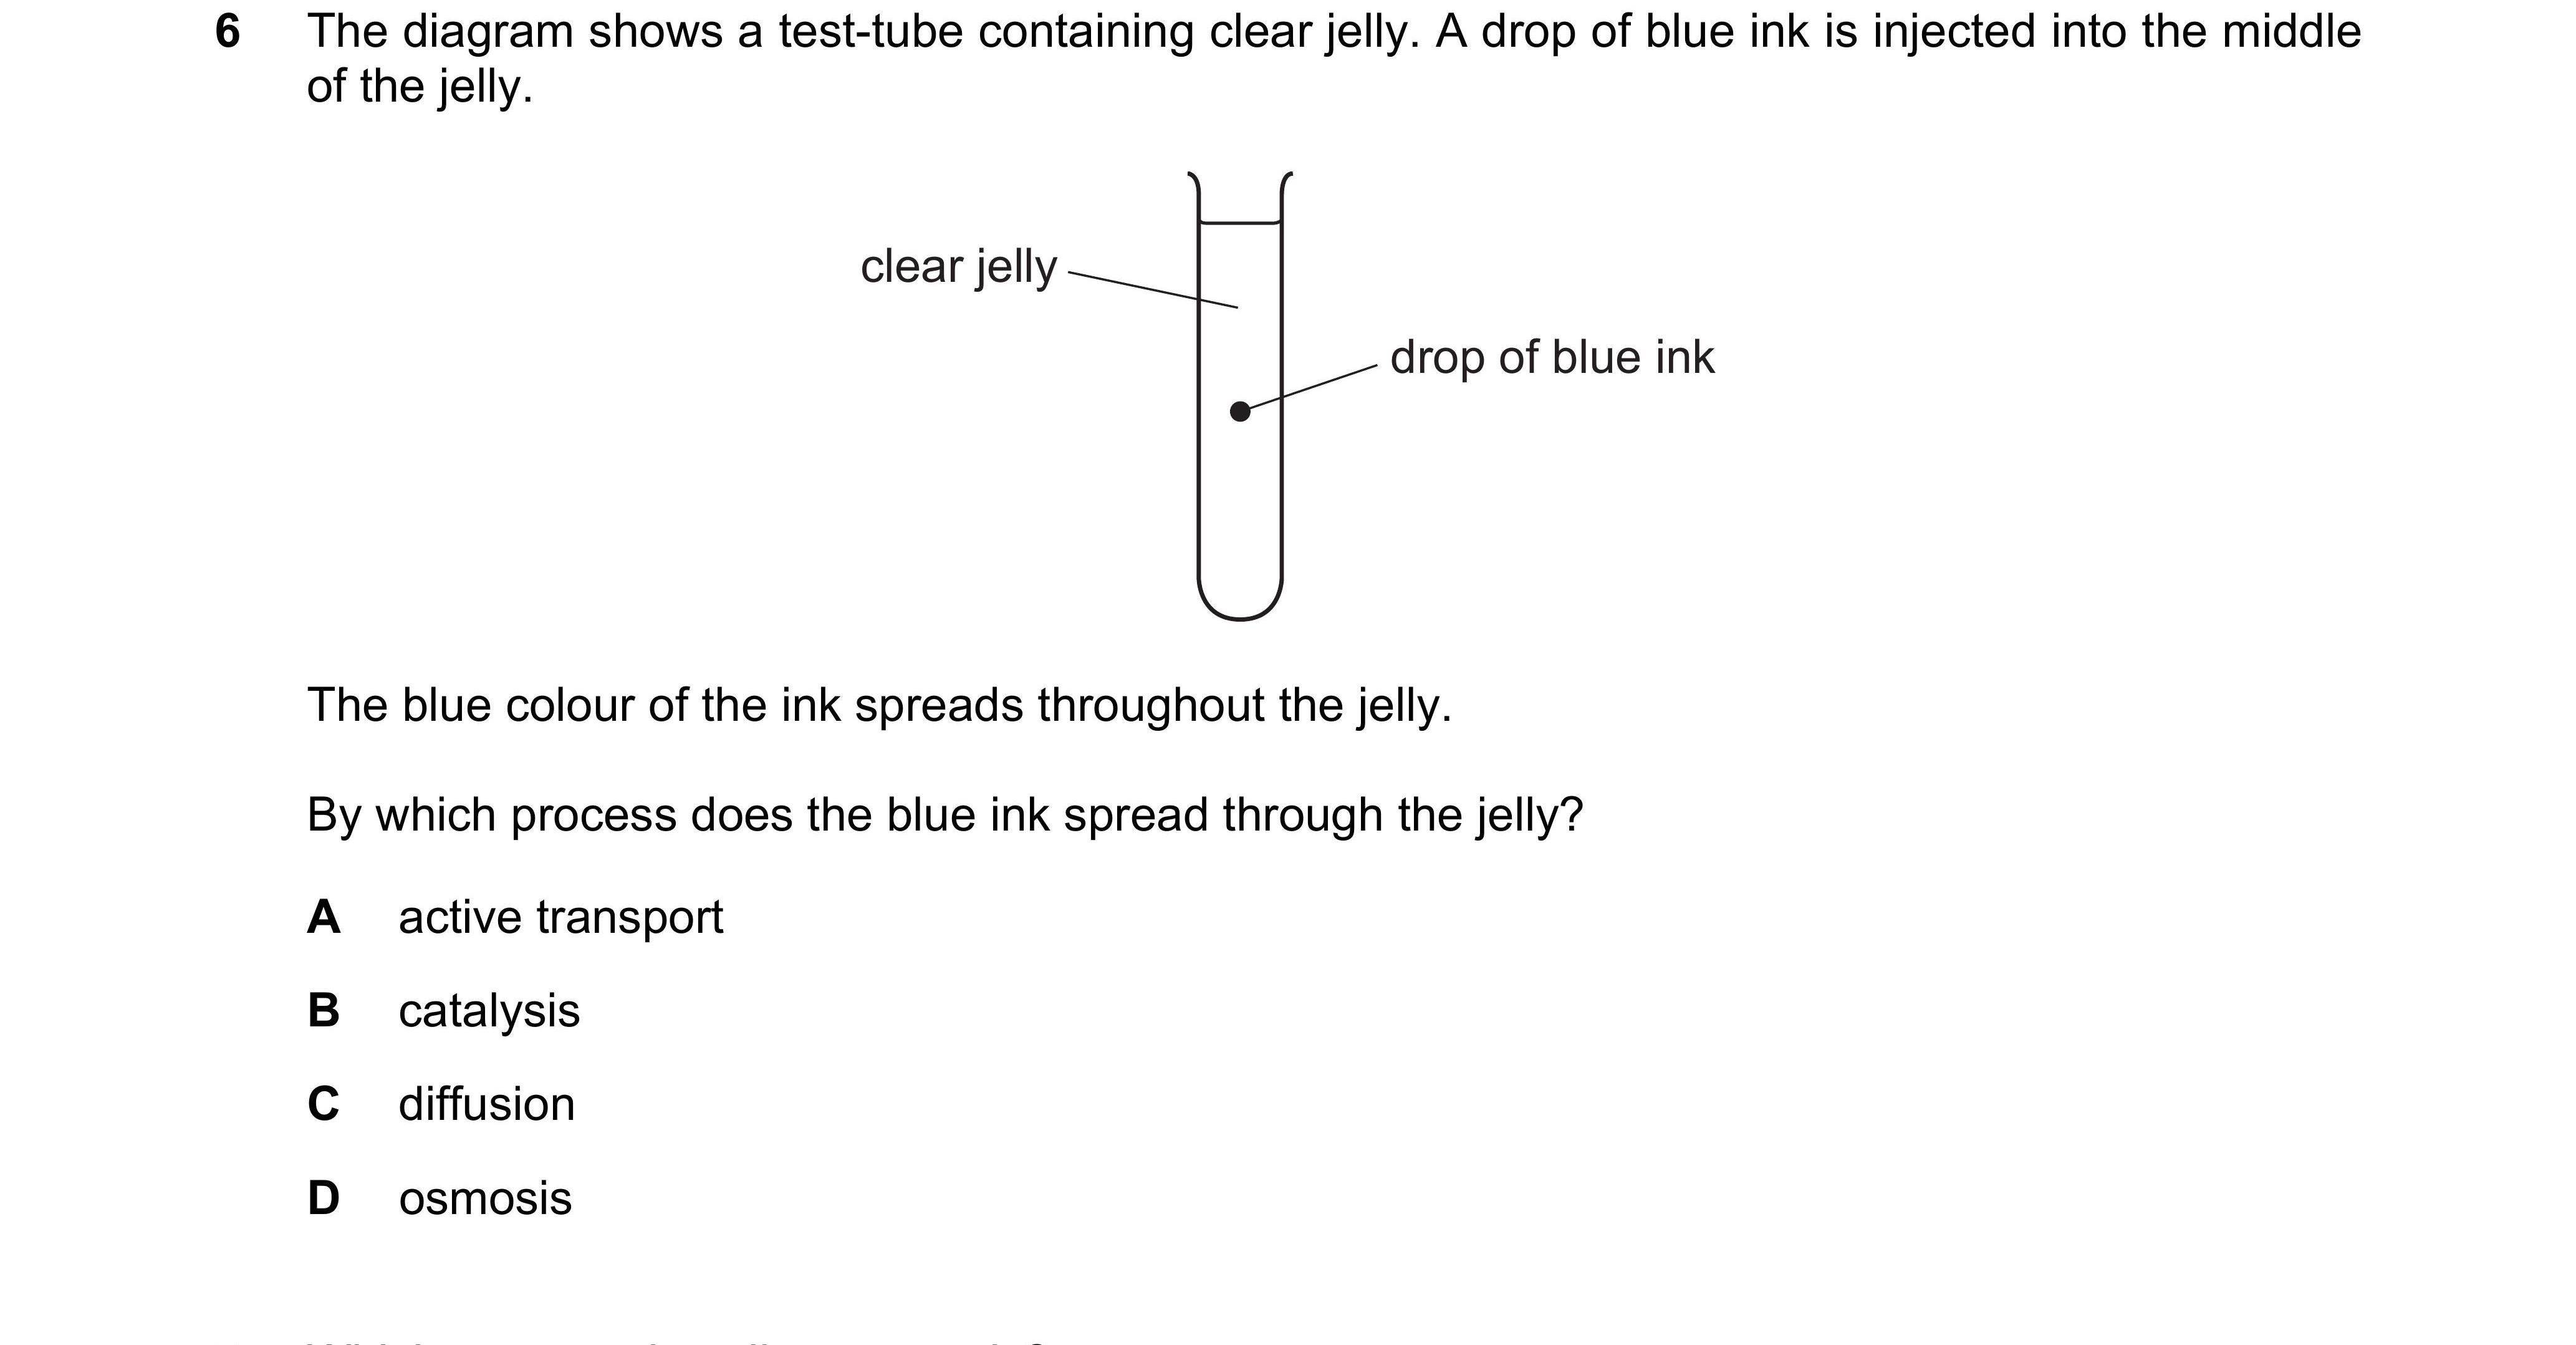 6 The diagram shows a test-tube containing clear jelly. A drop of blue ink is injected into the middle
of the jelly.
clear jelly
drop of blue ink
The blue colour of the ink spreads throughout the jelly.
By which process does the blue ink spread through the jelly?
A active transport
B catalysis
C diffusion
D osmosis